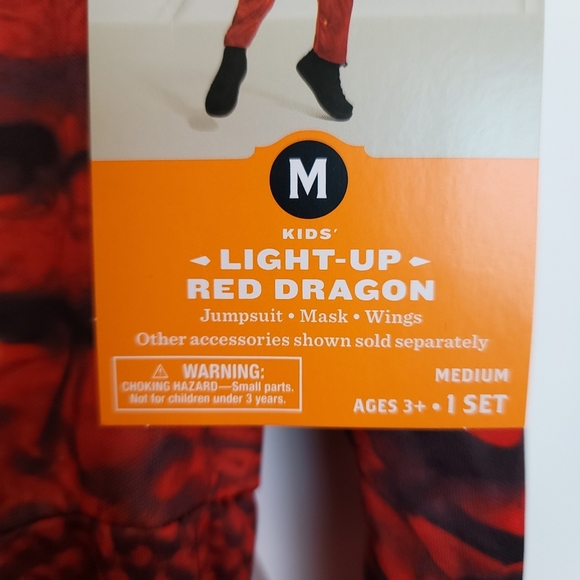 M
KIDS'
LIGHT-UP
RED DRAGON
Jumpsuit • Mask • Wings
Other accessories shown sold separately
⚠ WARNING:
CHOKING HAZARD—Small parts.
Not for children under 3 years.
MEDIUM
AGES 3+ • 1 SET